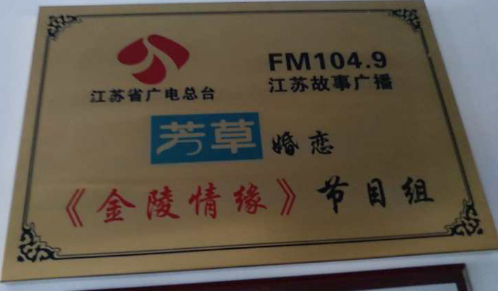 FM104.9
江苏省广电总台 江苏故事广播
芳草婚恋
《金陵情缘》节目组